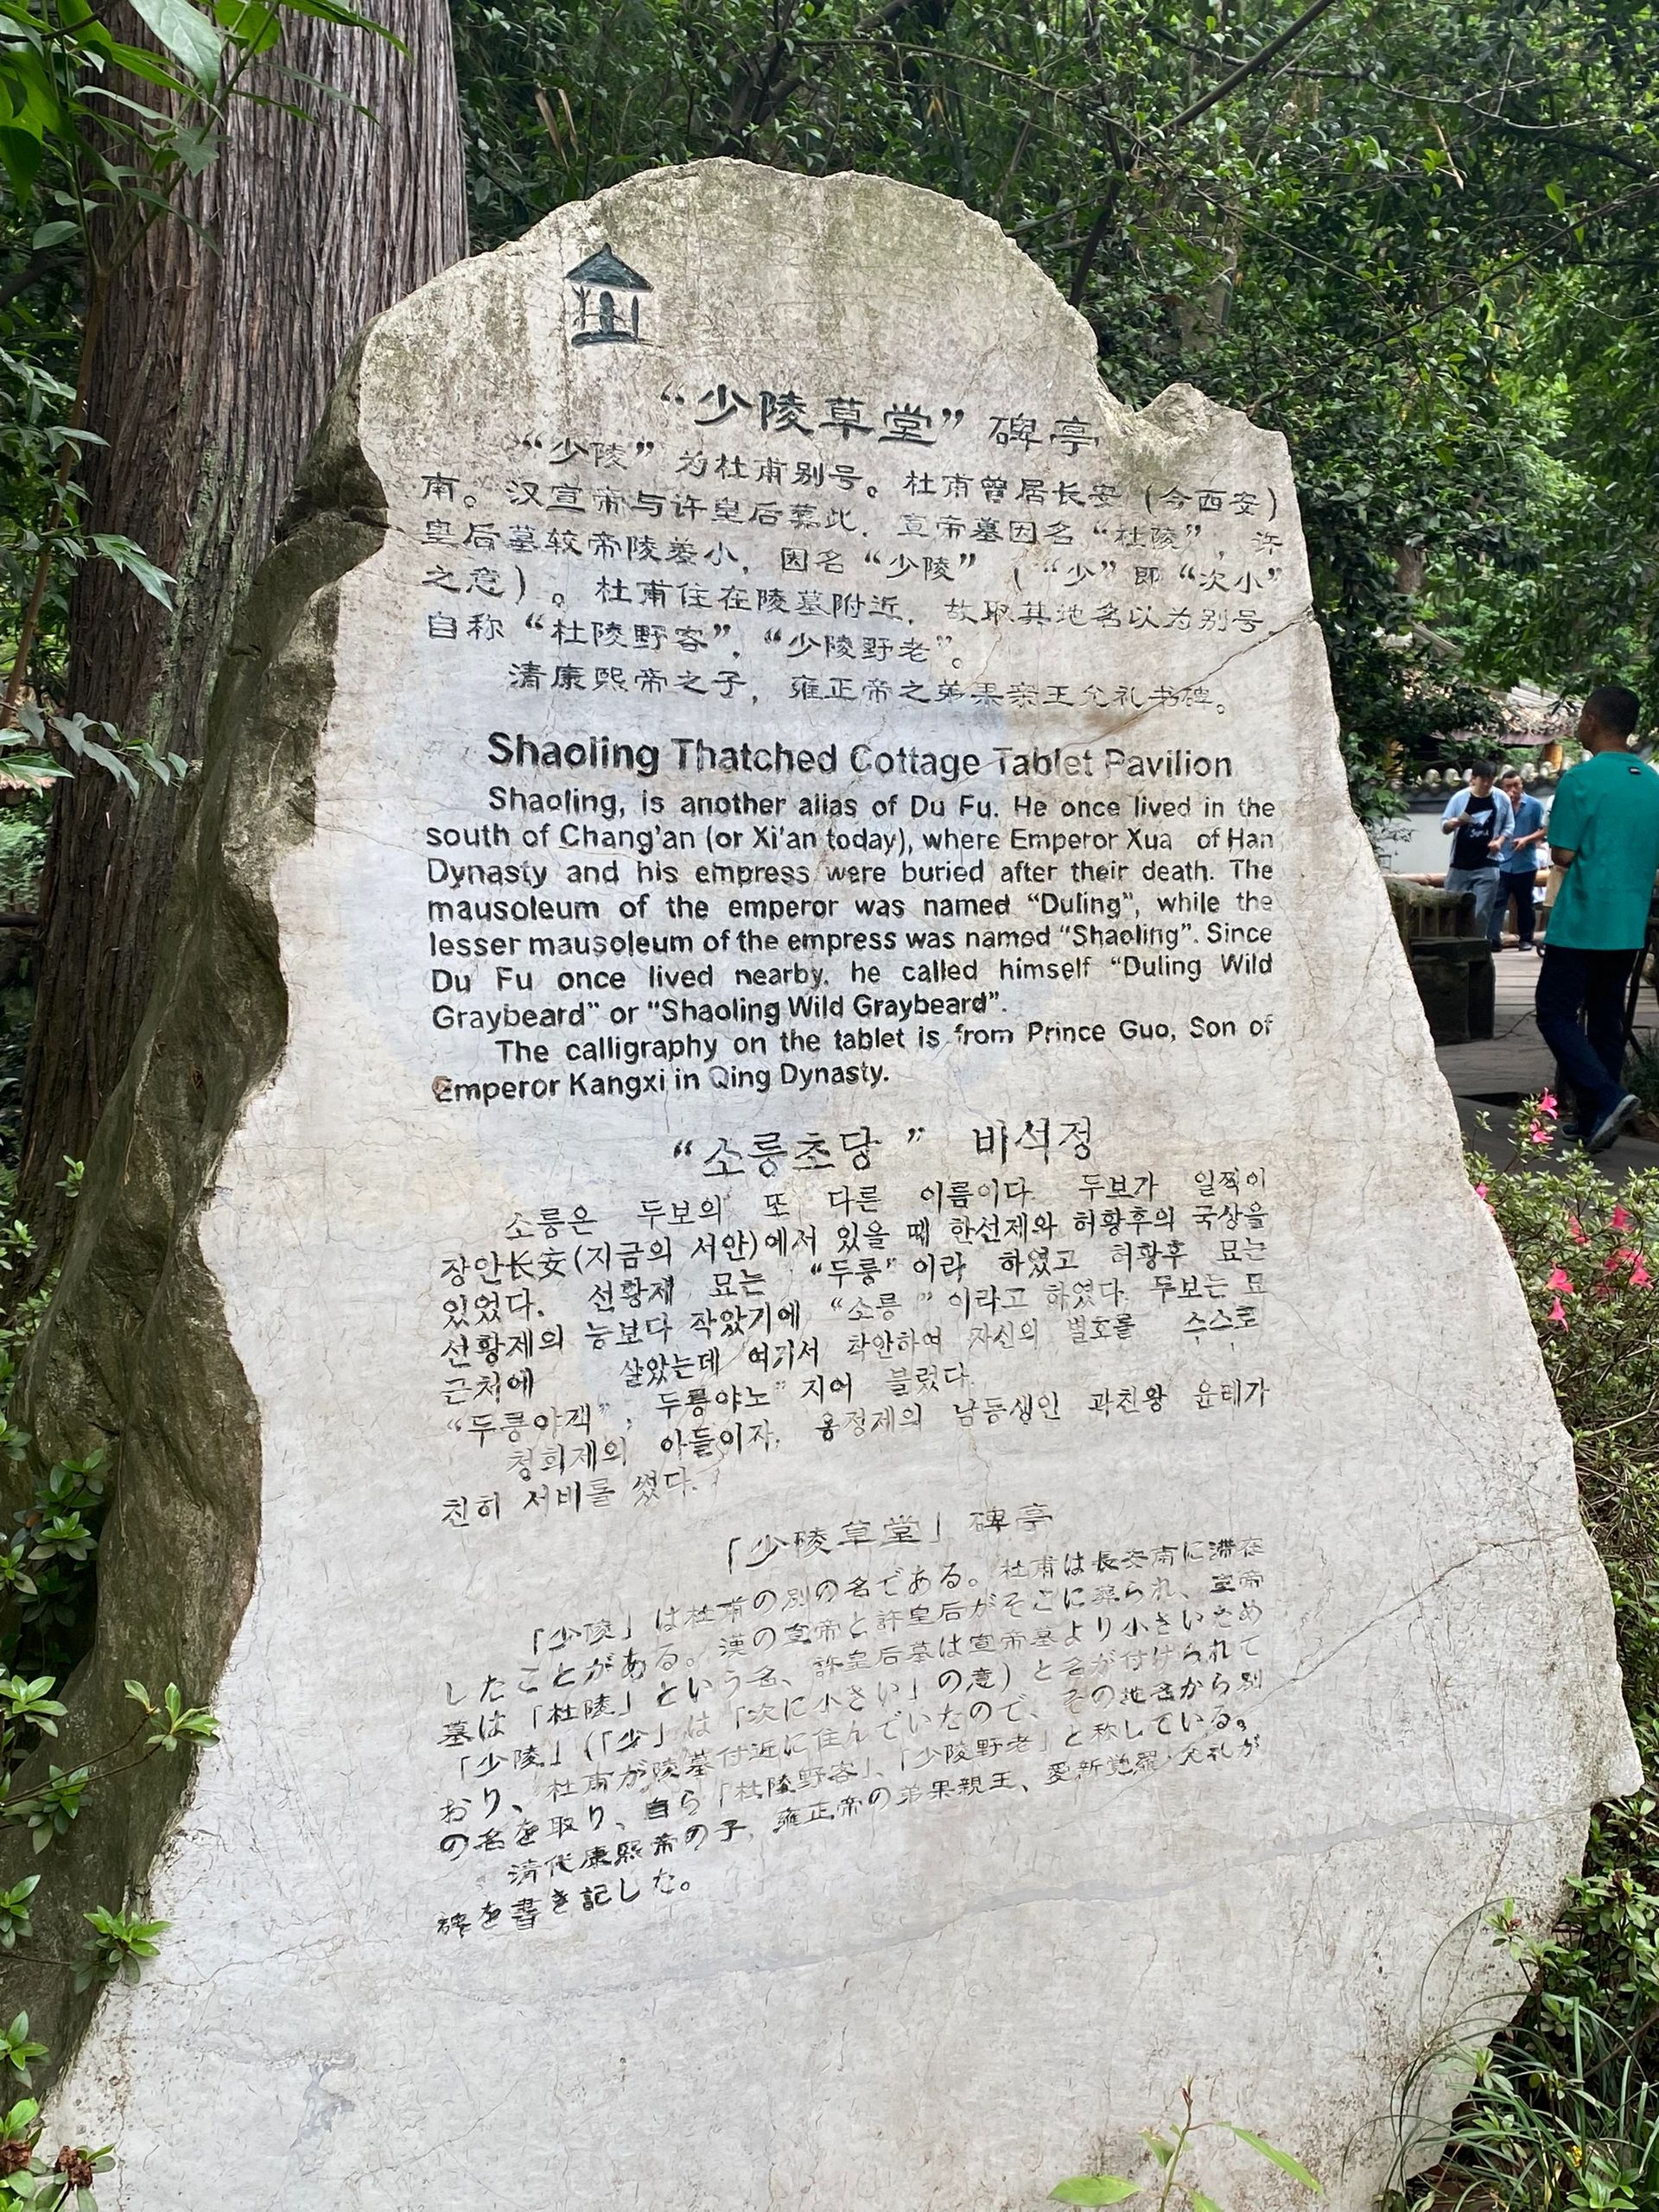 “少陵草堂”碑亭
“少陵”为杜甫别号。杜甫曾居长安(今西安)
南。汉宣帝与许皇后葬此，宣帝墓因名“杜陵”，许
皇后墓较帝陵差小，因名“少陵”(“少”即“次小”
之意)。杜甫住在陵墓附近，故取其地名以为别号，
自称“杜陵野客”，“少陵野老”。
清康熙帝之子，雍正帝之弟果亲王允礼书碑。
Shaoling Thatched Cottage Tablet Pavilion
Shaoling, is another alias of Du Fu. He once lived in the
south of Chang'an (or Xi'an today), where Emperor Xua of Han
Dynasty and his empress were buried after their death. The
mausoleum of the emperor was named “Duling”, while the
lesser mausoleum of the empress was named “Shaoling”. Since
Du Fu once lived nearby, he called himself “Duling Wild
Graybeard” or “Shaoling Wild Graybeard”.
The calligraphy on the tablet is from Prince Guo, Son of
Emperor Kangxi in Qing Dynasty.
“소릉초당” 비석정
소릉은 두보의 또 다른 이름이다. 두보가 일찍이
장안长安(지금의 서안)에서 있을 때 한선제와 허황후의 국상을
있었다. 선황제 묘는 “두릉”이라 하였고 허황후 묘는
선황제의 능보다 작았기에 “소릉”이라고 하였다. 두보는 묘
근처에 살았는데 여기서 착안하여 자신의 별호를 수스로
“두릉야객”, 두릉야노” 지어 불렀다.
청희제의 아들이자, 옹정제의 남동생인 과친왕 윤례가
친히 서비를 썼다.
「少陵草堂」碑亭
「少陵」は杜甫の別の名である。杜甫は長安南に滞在
したことがある。漢の宣帝と許皇后がそこに葬られ、宣帝
墓は「杜陵」という名、許皇后墓は宣帝墓より小さいため
「少陵」(「少」は「次に小さい」の意)と名が付けられて
おり、杜甫が陵墓付近に住んでいたので、その地名から別
の名を取り、自ら「杜陵野客」、「少陵野老」と称している。
清代康熙帝の子，雍正帝の弟果親王、愛新覚羅·允礼が
碑を書き記した。